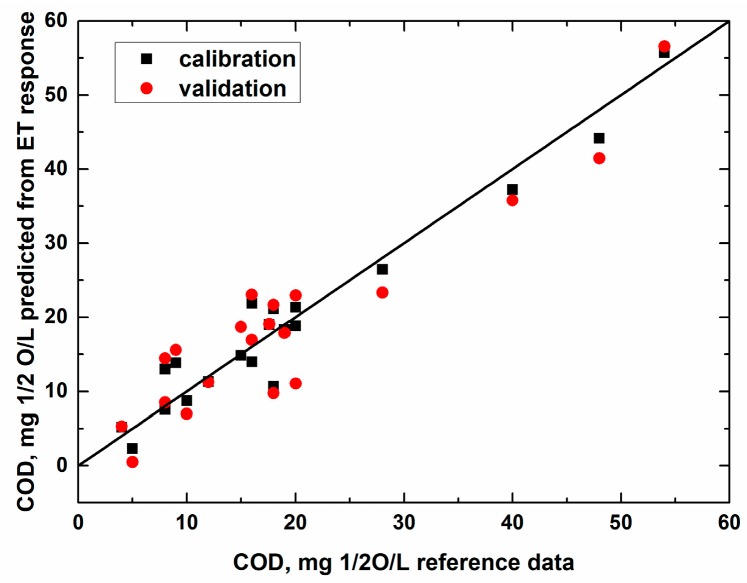 60
50
40
30
20
10
0
COD, mg 1/2 O/L predicted from ET response
calibration
validation
0 10 20 30 40 50 60
COD, mg 1/2O/L reference data